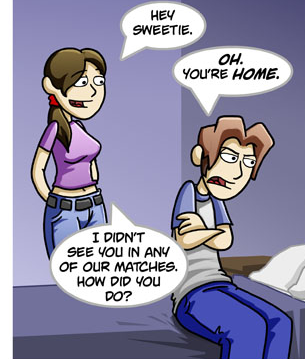 HEY
SWEETIE.
OH.
YOU'RE HOME.
I DIDN'T
SEE YOU IN ANY
OF OUR MATCHES.
HOW DID YOU
DO?